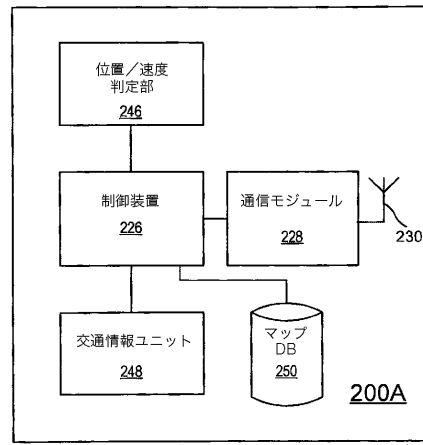 位置／速度
判定部
246
制御装置
226
通信モジュール
228
230
交通情報ユニット
248
マップ
DB
250
200A